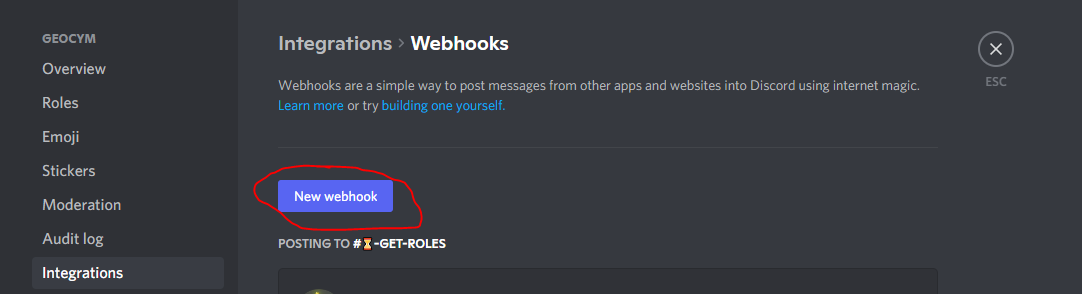 GEOCYM
Overview
Roles
Emoji
Stickers
Moderation
Audit log
Integrations
Integrations > Webhooks
Webhooks are a simple way to post messages from other apps and websites into Discord using internet magic.
Learn more or try building one yourself.
New webhook
POSTING TO #⏳-GET-ROLES
ESC